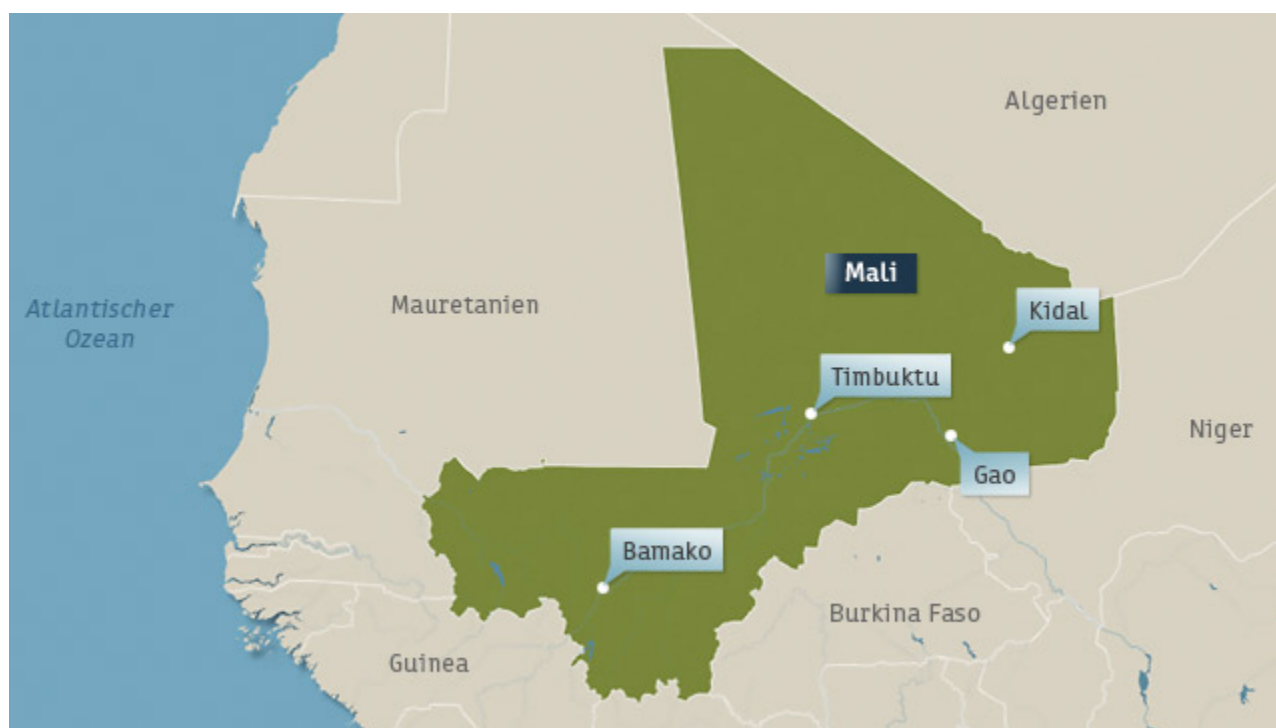 Algerien
Mali
Atlantischer
Ozean
Mauretanien
Kidal
Timbuktu
Niger
Gao
Bamako
Burkina Faso
Guinea